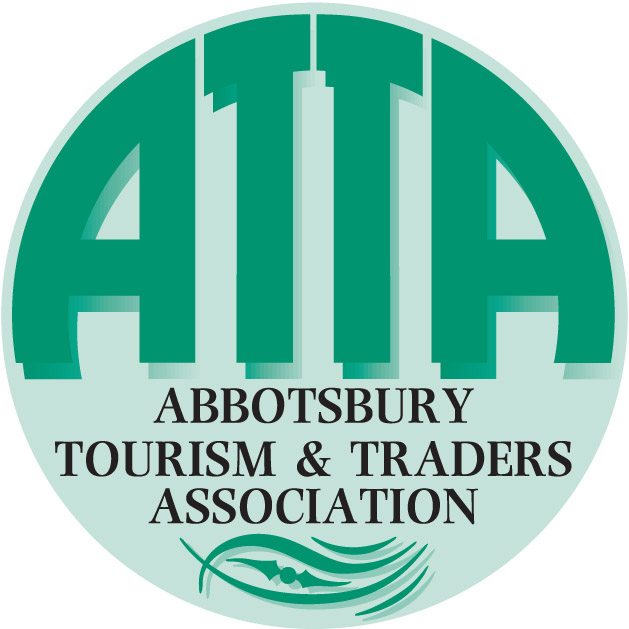 ATTA
ABBOTSBURY
TOURISM & TRADERS
ASSOCIATION